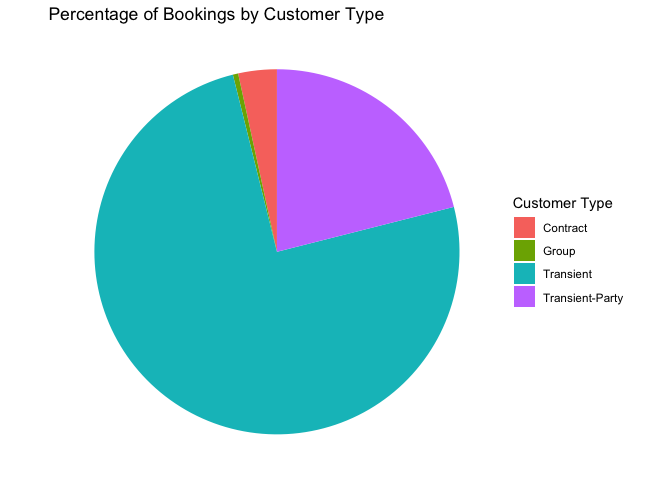 Percentage of Bookings by Customer Type
Customer Type
Contract
Group
Transient
Transient-Party